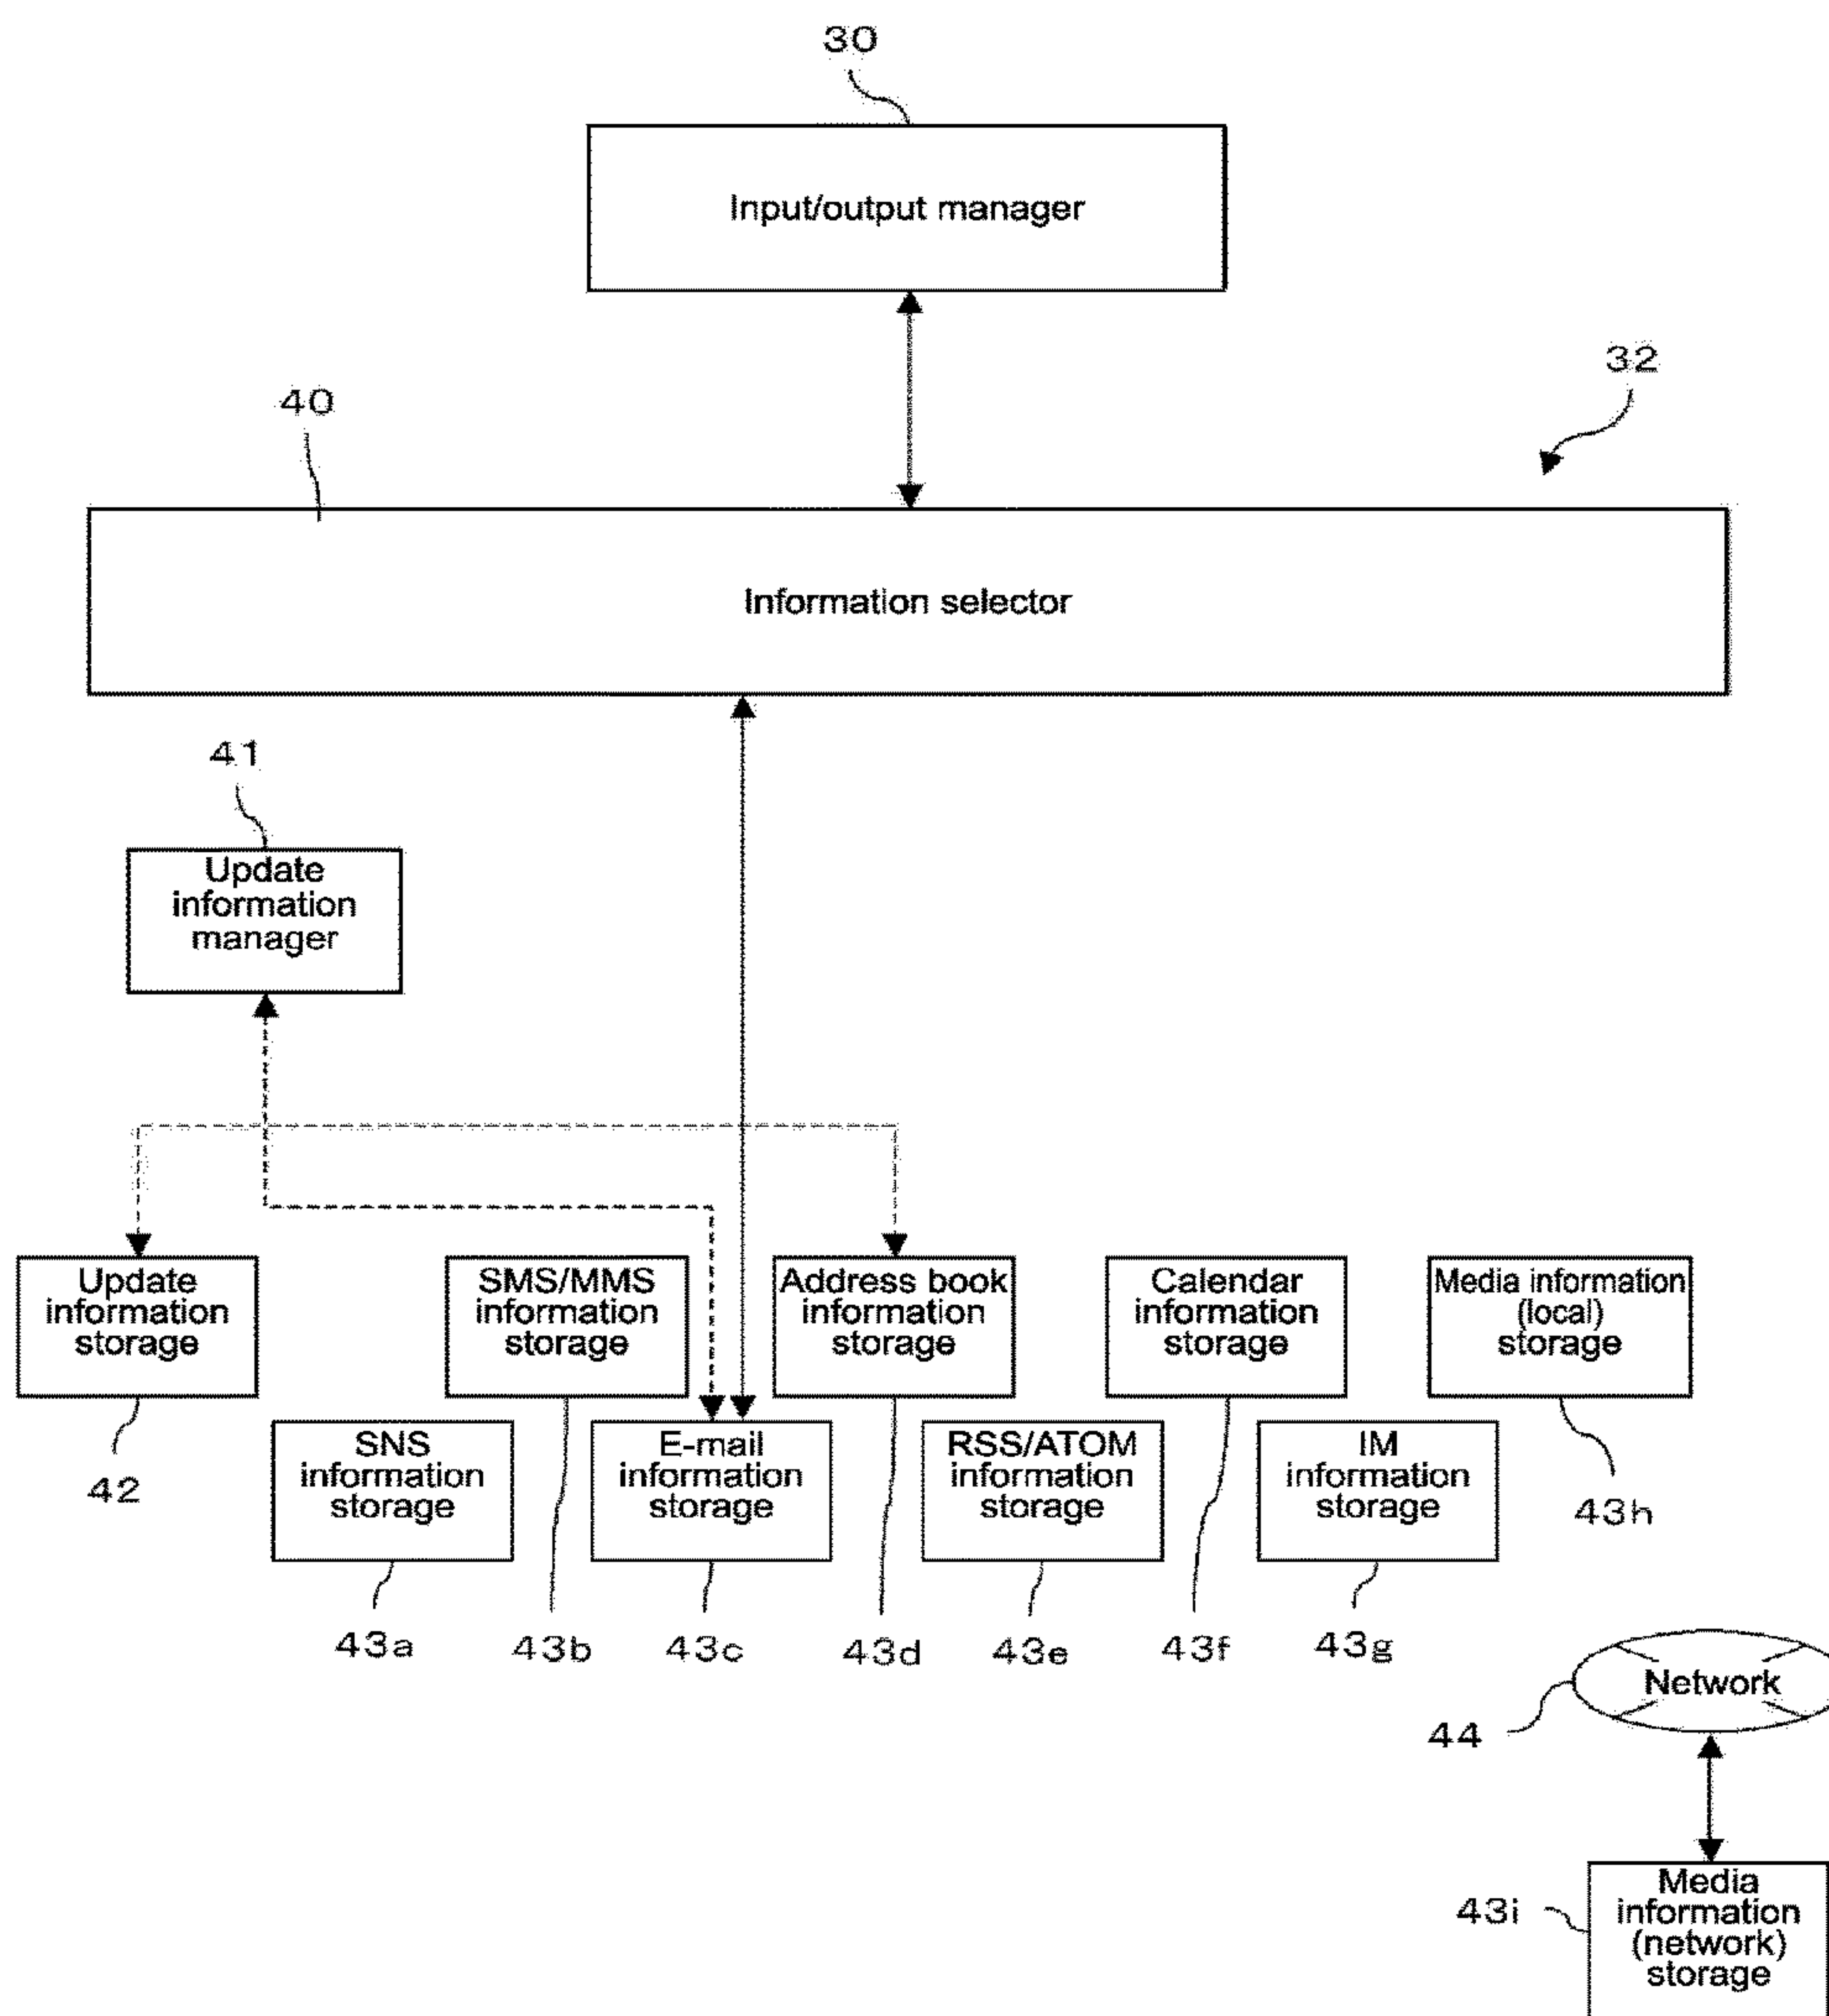 30
Input/output manager
32
40
Information selector
41
Update
information
manager
Update
information
storage
SMS/MMS
information
storage
Address book
information
storage
Calendar
information
storage
Media information
(local)
storage
42
SNS
information
storage
E-mail
information
storage
RSS/ATOM
information
storage
IM
information
storage
43h
43a
43b
43c
43d
43e
43f
43g
Network
44
43i
Media
information
(network)
storage